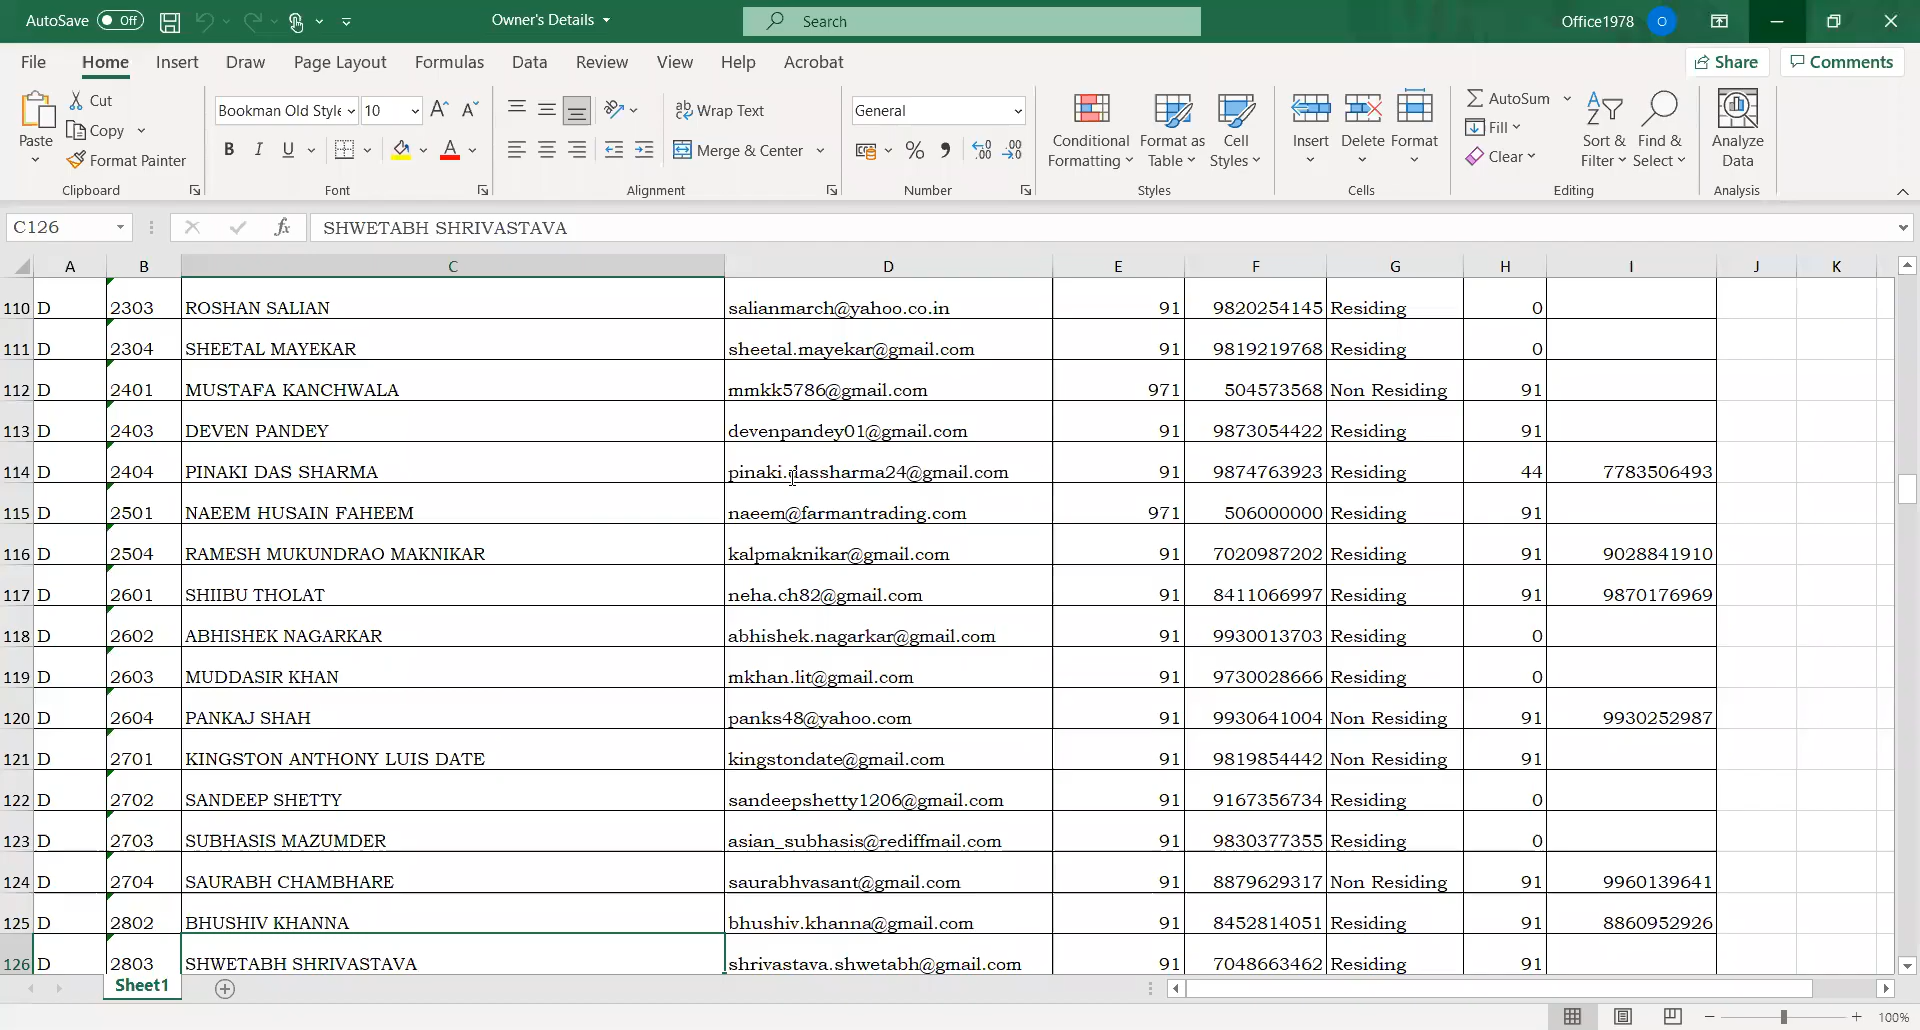 AutoSave Off Owner's Details Search Office1978 O
File Home Insert Draw Page Layout Formulas Data Review View Help Acrobat Share Comments
Paste Cut Copy Format Painter Clipboard
Bookman Old Style 10 B I U A Font
ab Wrap Text Merge & Center Alignment
General % Number
Conditional Formatting Format as Table Cell Styles Styles
Insert Delete Format Cells
AutoSum Fill Clear Sort & Filter Find & Select Editing
Analyze Data Analysis
C126 fx SHWETABH SHRIVASTAVA
A B C D E F G H I J K
110 D 2303 ROSHAN SALIAN salianmarch@yahoo.co.in 91 9820254145 Residing 0
111 D 2304 SHEETAL MAYEKAR sheetal.mayekar@gmail.com 91 9819219768 Residing 0
112 D 2401 MUSTAFA KANCHWALA mmkk5786@gmail.com 971 504573568 Non Residing 91
113 D 2403 DEVEN PANDEY devenpandey01@gmail.com 91 9873054422 Residing 91
114 D 2404 PINAKI DAS SHARMA pinaki.dassharma24@gmail.com 91 9874763923 Residing 44 7783506493
115 D 2501 NAEEM HUSAIN FAHEEM naeem@farmantrading.com 971 506000000 Residing 91
116 D 2504 RAMESH MUKUNDRAO MAKNIKAR kalpmaknikar@gmail.com 91 7020987202 Residing 91 9028841910
117 D 2601 SHIIBU THOLAT neha.ch82@gmail.com 91 8411066997 Residing 91 9870176969
118 D 2602 ABHISHEK NAGARKAR abhishek.nagarkar@gmail.com 91 9930013703 Residing 0
119 D 2603 MUDDASIR KHAN mkhan.lit@gmail.com 91 9730028666 Residing 0
120 D 2604 PANKAJ SHAH panks48@yahoo.com 91 9930641004 Non Residing 91 9930252987
121 D 2701 KINGSTON ANTHONY LUIS DATE kingstondate@gmail.com 91 9819854442 Non Residing 91
122 D 2702 SANDEEP SHETTY sandeepshetty1206@gmail.com 91 9167356734 Residing 0
123 D 2703 SUBHASIS MAZUMDER asian_subhasis@rediffmail.com 91 9830377355 Residing 0
124 D 2704 SAURABH CHAMBHARE saurabhvasant@gmail.com 91 8879629317 Non Residing 91 9960139641
125 D 2802 BHUSHIV KHANNA bhushiv.khanna@gmail.com 91 8452814051 Residing 91 8860952926
126 D 2803 SHWETABH SHRIVASTAVA shrivastava.shwetabh@gmail.com 91 7048663462 Residing 91
Sheet1
100%